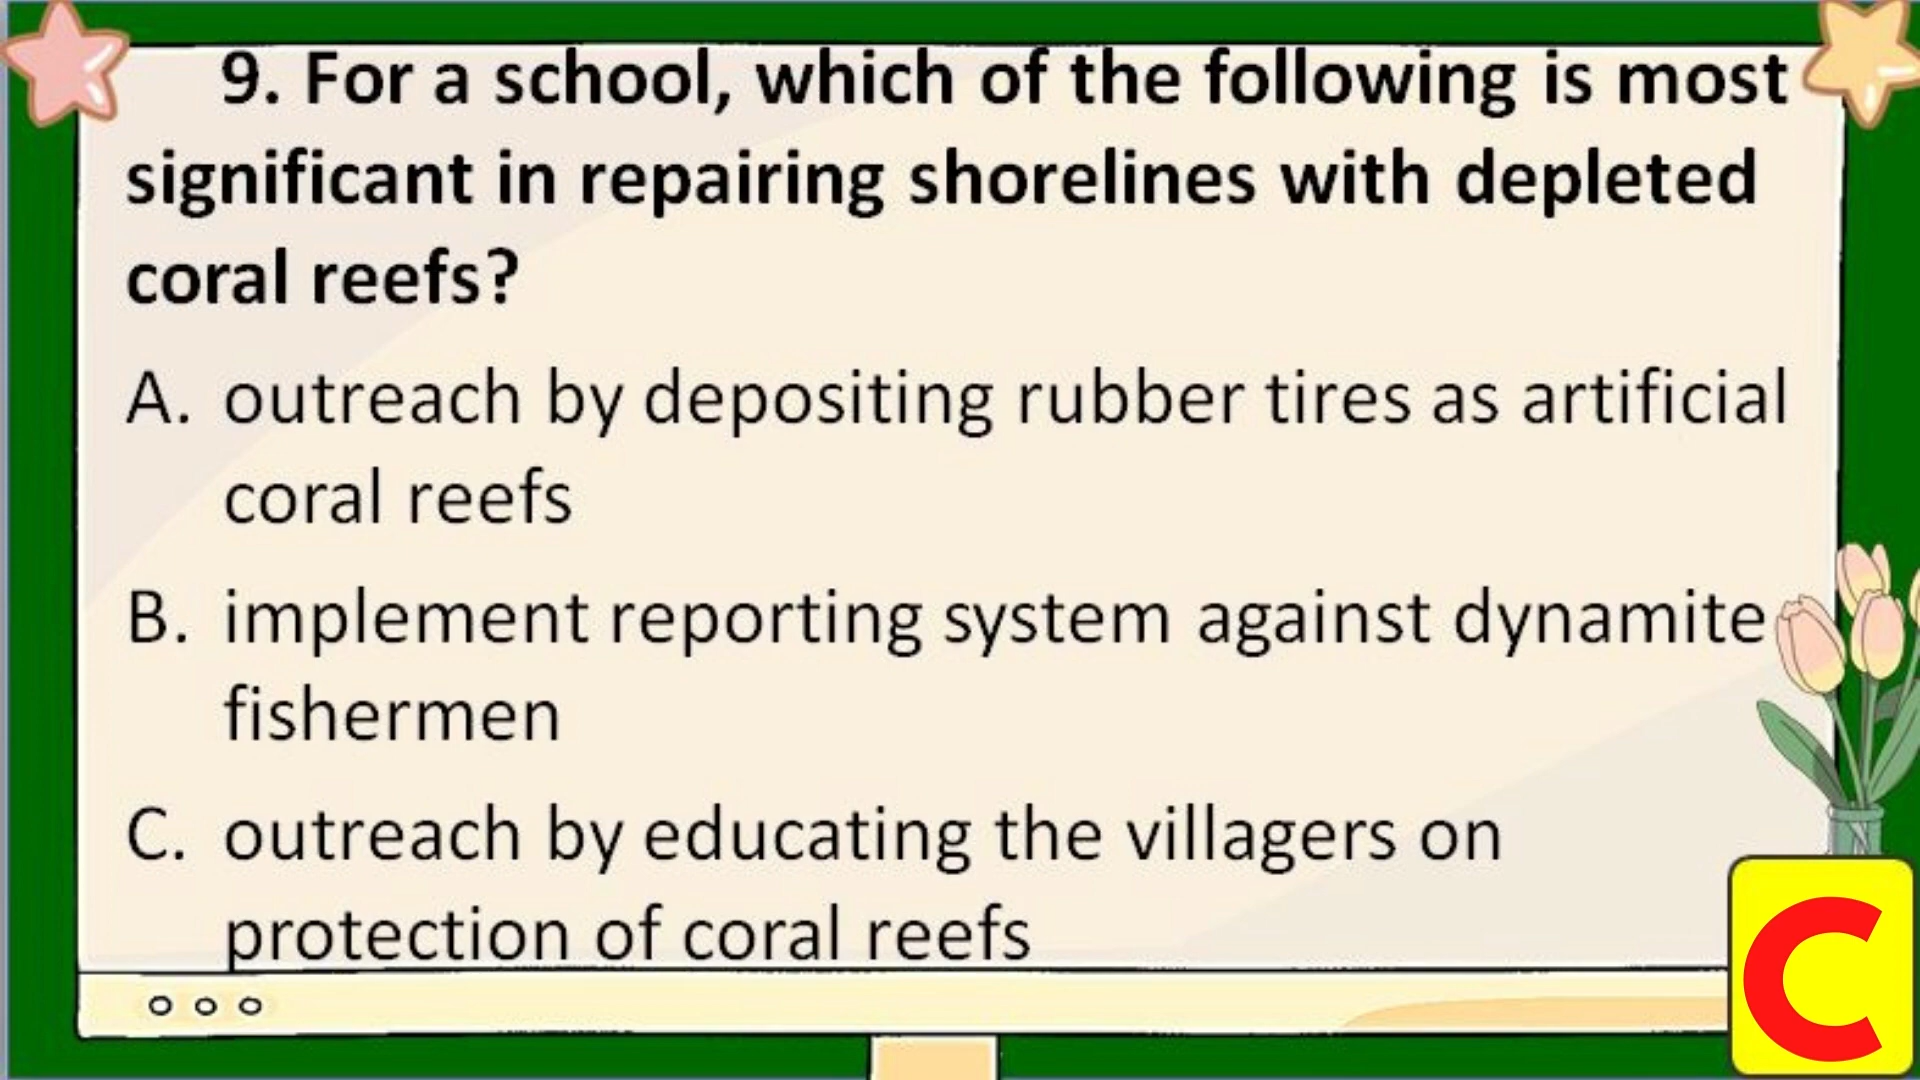 9. For a school, which of the following is most
significant in repairing shorelines with depleted
coral reefs?
A. outreach by depositing rubber tires as artificial
coral reefs
B. implement reporting system against dynamite
fishermen
C. outreach by educating the villagers on
protection of coral reefs
C